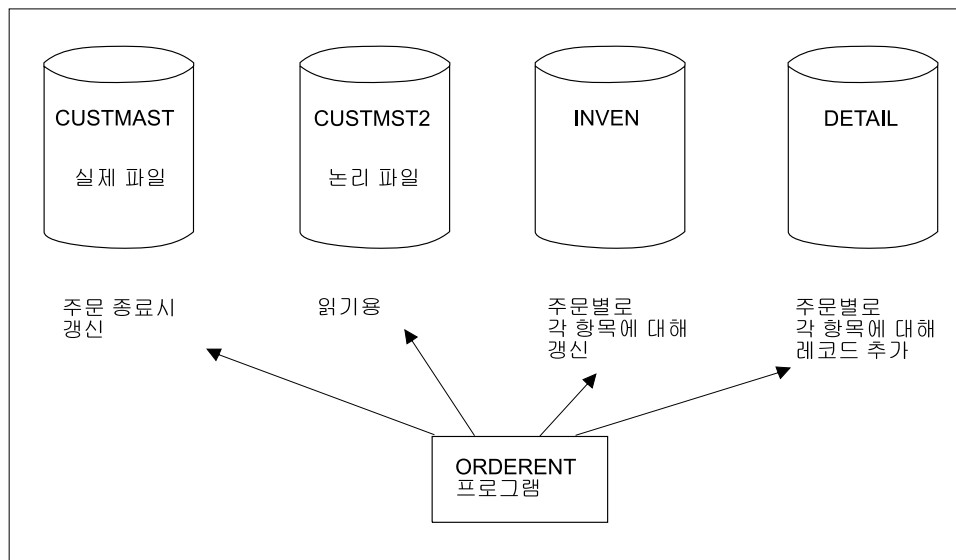 CUSTMAST
실제 파일
CUSTMST2
논리 파일
INVEN
DETAIL
주문 종료시
갱신
읽기용
주문별로
각 항목에 대해
갱신
주문별로
각 항목에 대해
레코드 추가
ORDERENT
프로그램